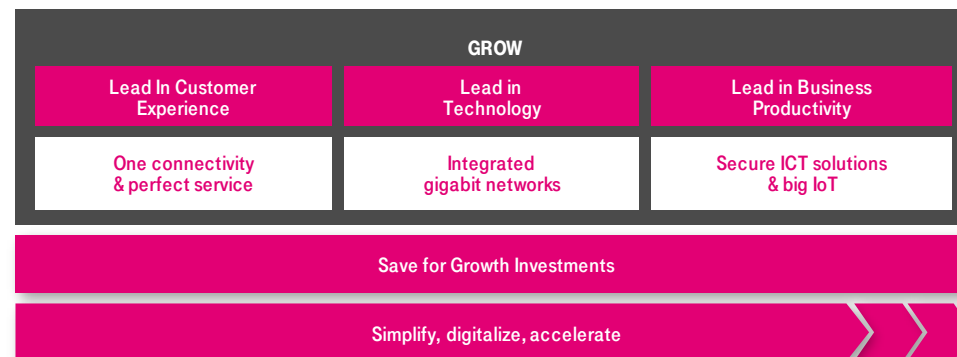 GROW
Lead In Customer
Experience
Lead in
Technology
Lead in Business
Productivity
One connectivity
& perfect service
Integrated
gigabit networks
Secure ICT solutions
& big IoT
Save for Growth Investments
Simplify, digitalize, accelerate